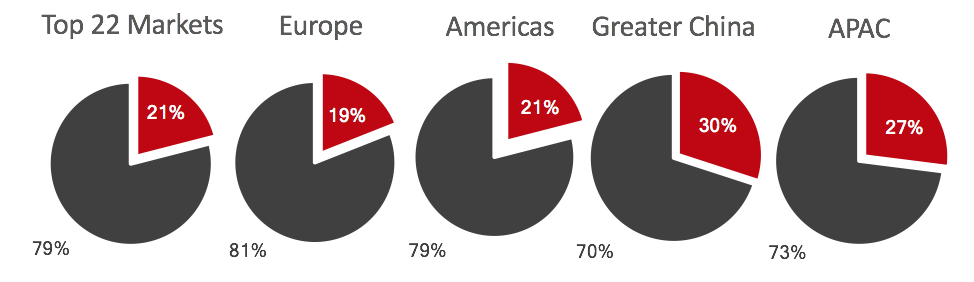 Top 22 Markets
Europe
Americas
Greater China
APAC
21%
19%
21%
30%
27%
79%
81%
79%
70%
73%